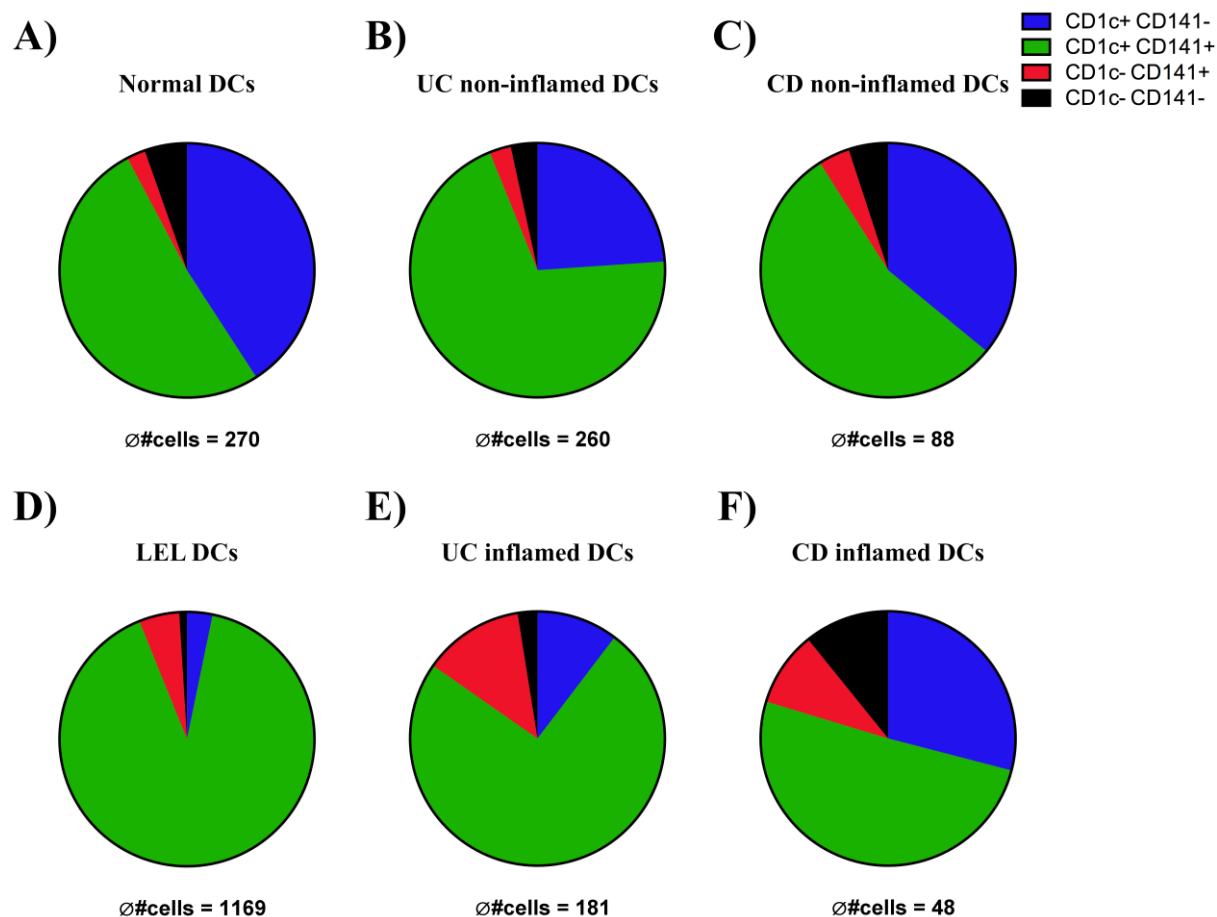 A)
B)
C)
CD1c+ CD141-
CD1c+ CD141+
CD1c- CD141+
CD1c- CD141-
Normal DCs
UC non-inflamed DCs
CD non-inflamed DCs
∅#cells = 270
∅#cells = 260
∅#cells = 88
D)
E)
F)
LEL DCs
UC inflamed DCs
CD inflamed DCs
∅#cells = 1169
∅#cells = 181
∅#cells = 48